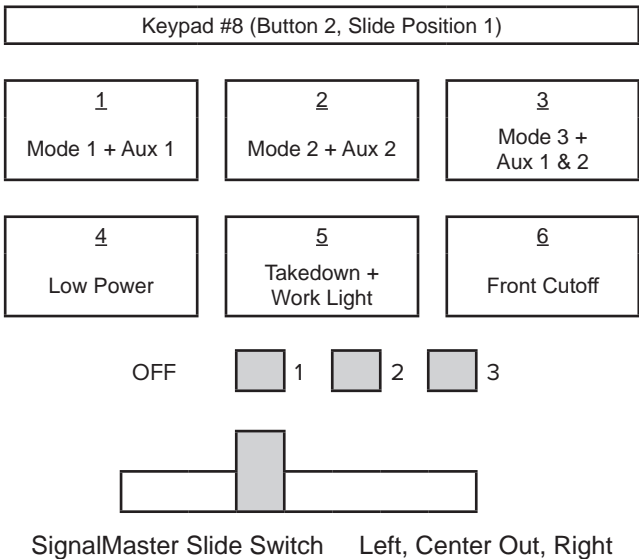 Keypad #8 (Button 2, Slide Position 1)
1
Mode 1 + Aux 1
2
Mode 2 + Aux 2
3
Mode 3 +
Aux 1 & 2
4
Low Power
5
Takedown +
Work Light
6
Front Cutoff
OFF 1 2 3
SignalMaster Slide Switch Left, Center Out, Right